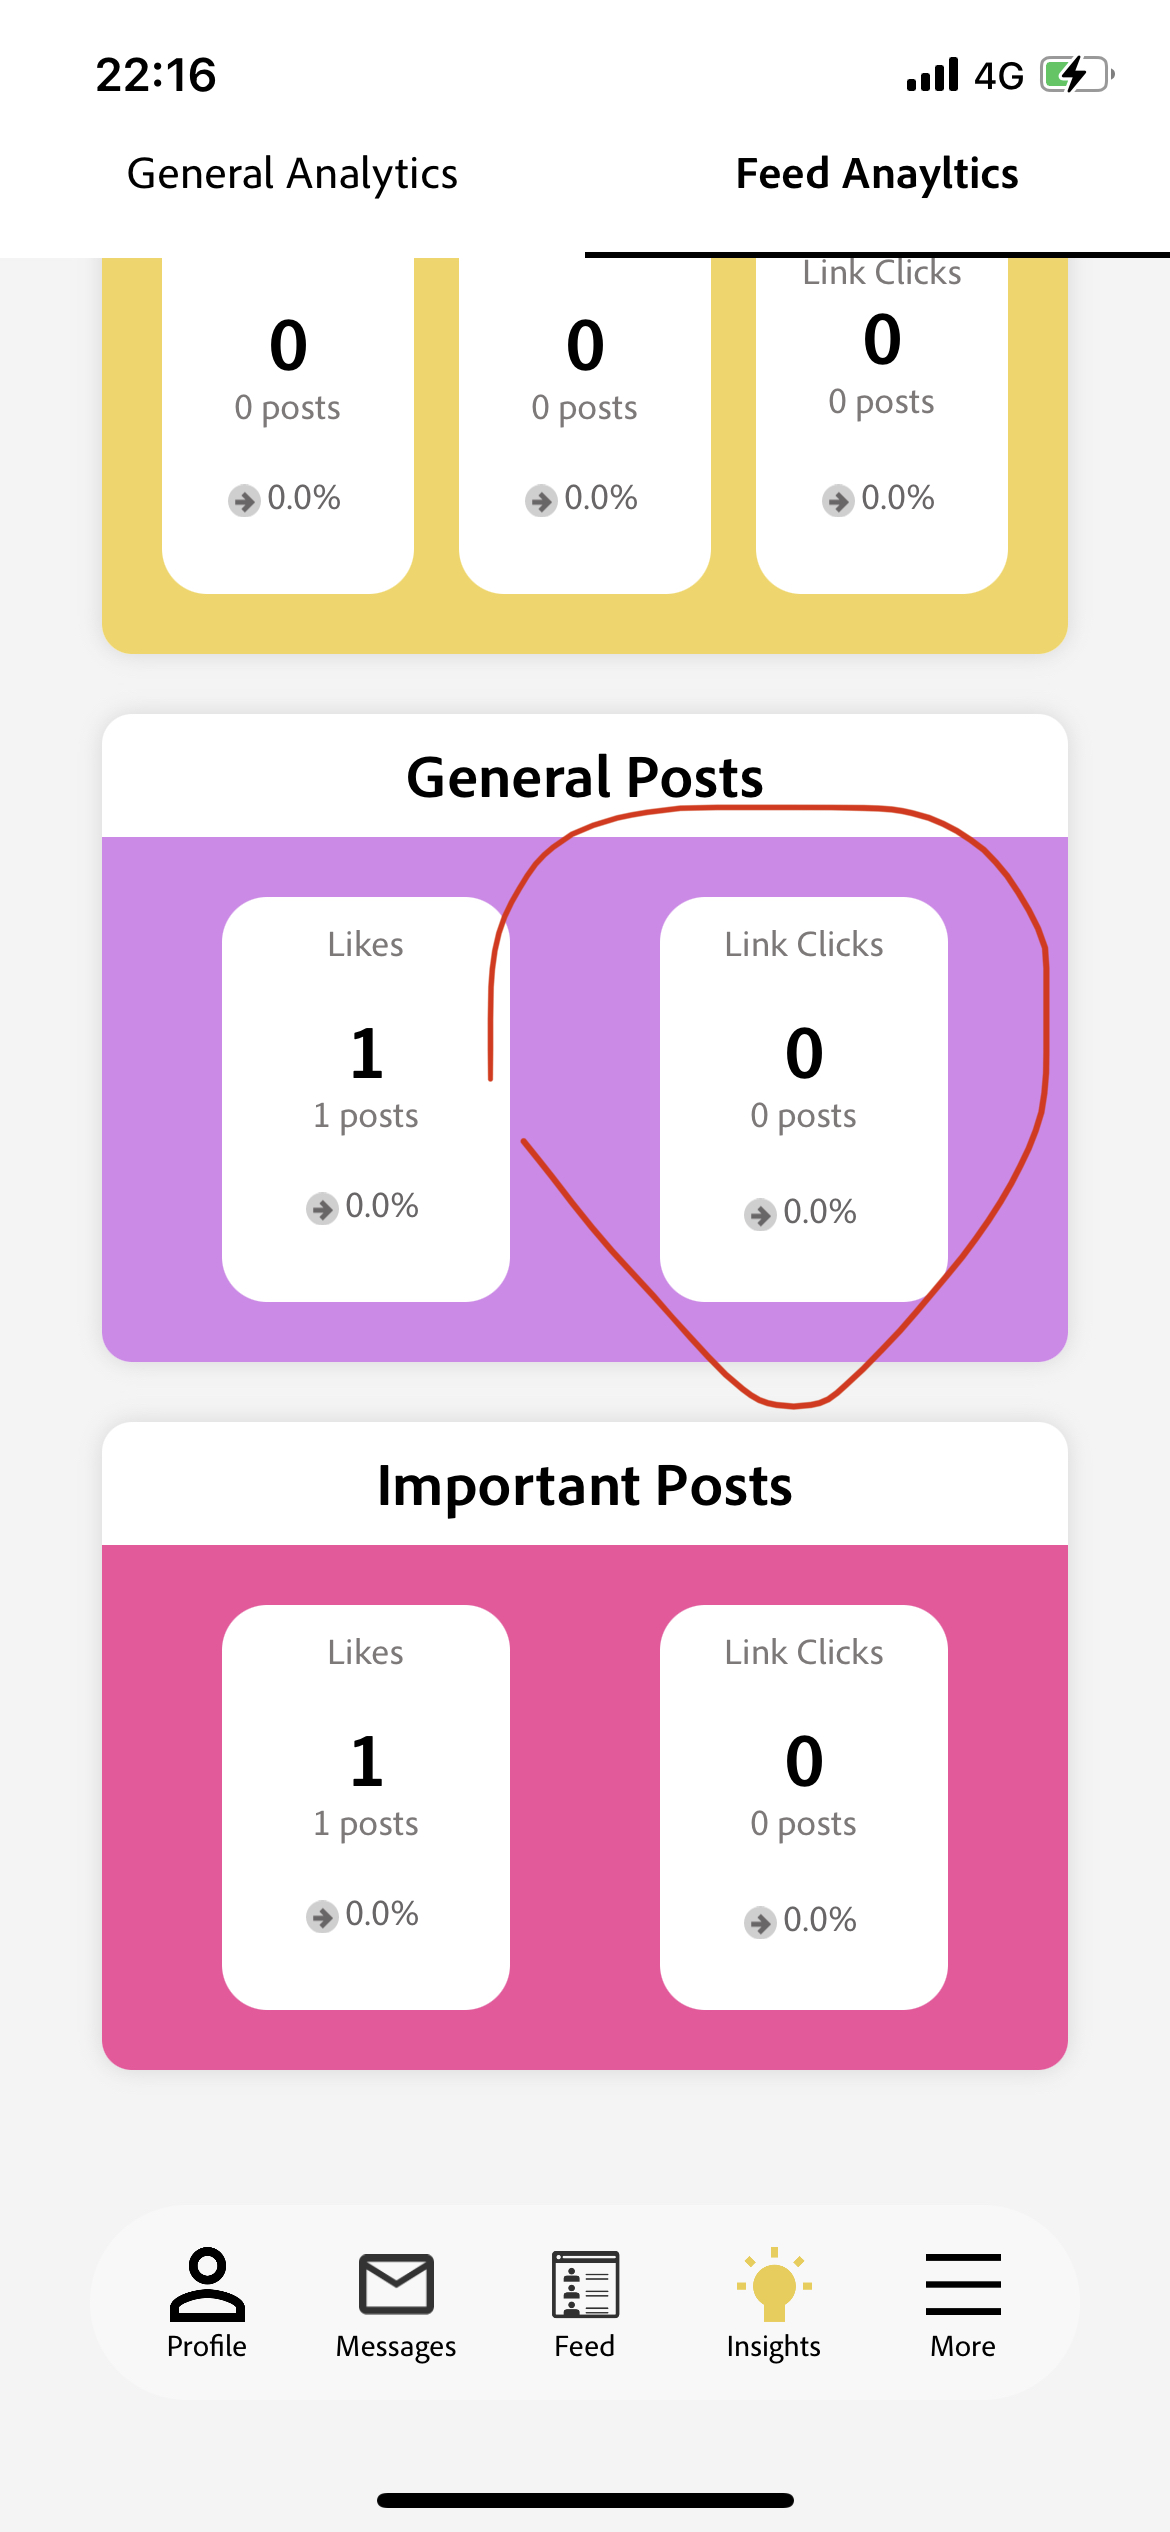 22:16 4G
General Analytics Feed Anayltics
Link Clicks
0 0 0
0 posts 0 posts 0 posts
0.0% 0.0% 0.0%
General Posts
Likes Link Clicks
1 0
1 posts 0 posts
0.0% 0.0%
Important Posts
Likes Link Clicks
1 0
1 posts 0 posts
0.0% 0.0%
Profile Messages Feed Insights More